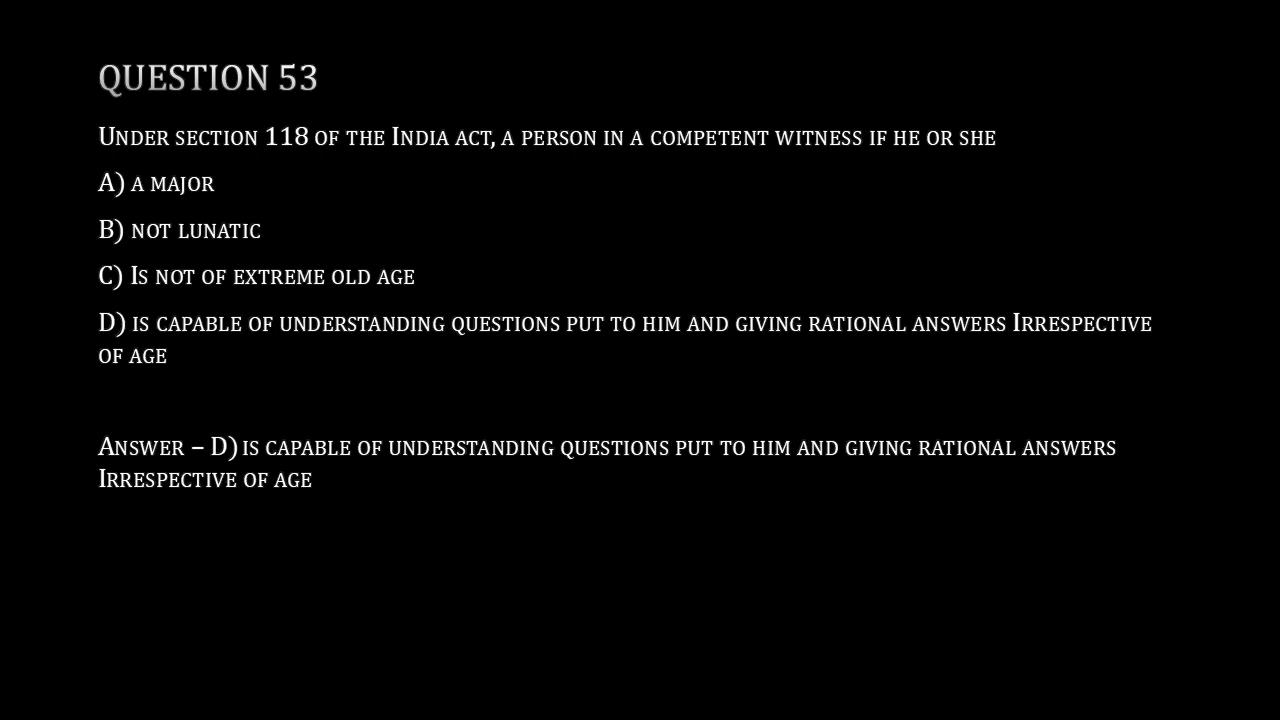 QUESTION 53
UNDER SECTION 118 OF THE INDIA ACT, A PERSON IN A COMPETENT WITNESS IF HE OR SHE
A) A MAJOR
B) NOT LUNATIC
C) IS NOT OF EXTREME OLD AGE
D) IS CAPABLE OF UNDERSTANDING QUESTIONS PUT TO HIM AND GIVING RATIONAL ANSWERS IRRESPECTIVE
OF AGE
ANSWER – D) IS CAPABLE OF UNDERSTANDING QUESTIONS PUT TO HIM AND GIVING RATIONAL ANSWERS
IRRESPECTIVE OF AGE